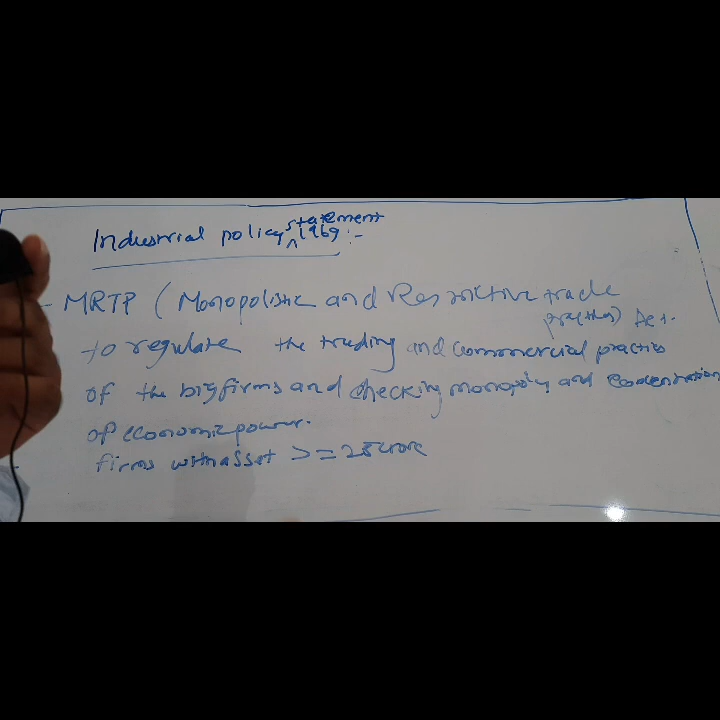 Industrial policy statement 1969 :-
- MRTP ( Monopolistic and Restrictive trade practices) Act.
to regulate the trading and commercial practics
of the big firms and checking monopoly and concentration
of economic power.
firms with asset >= 25 crore